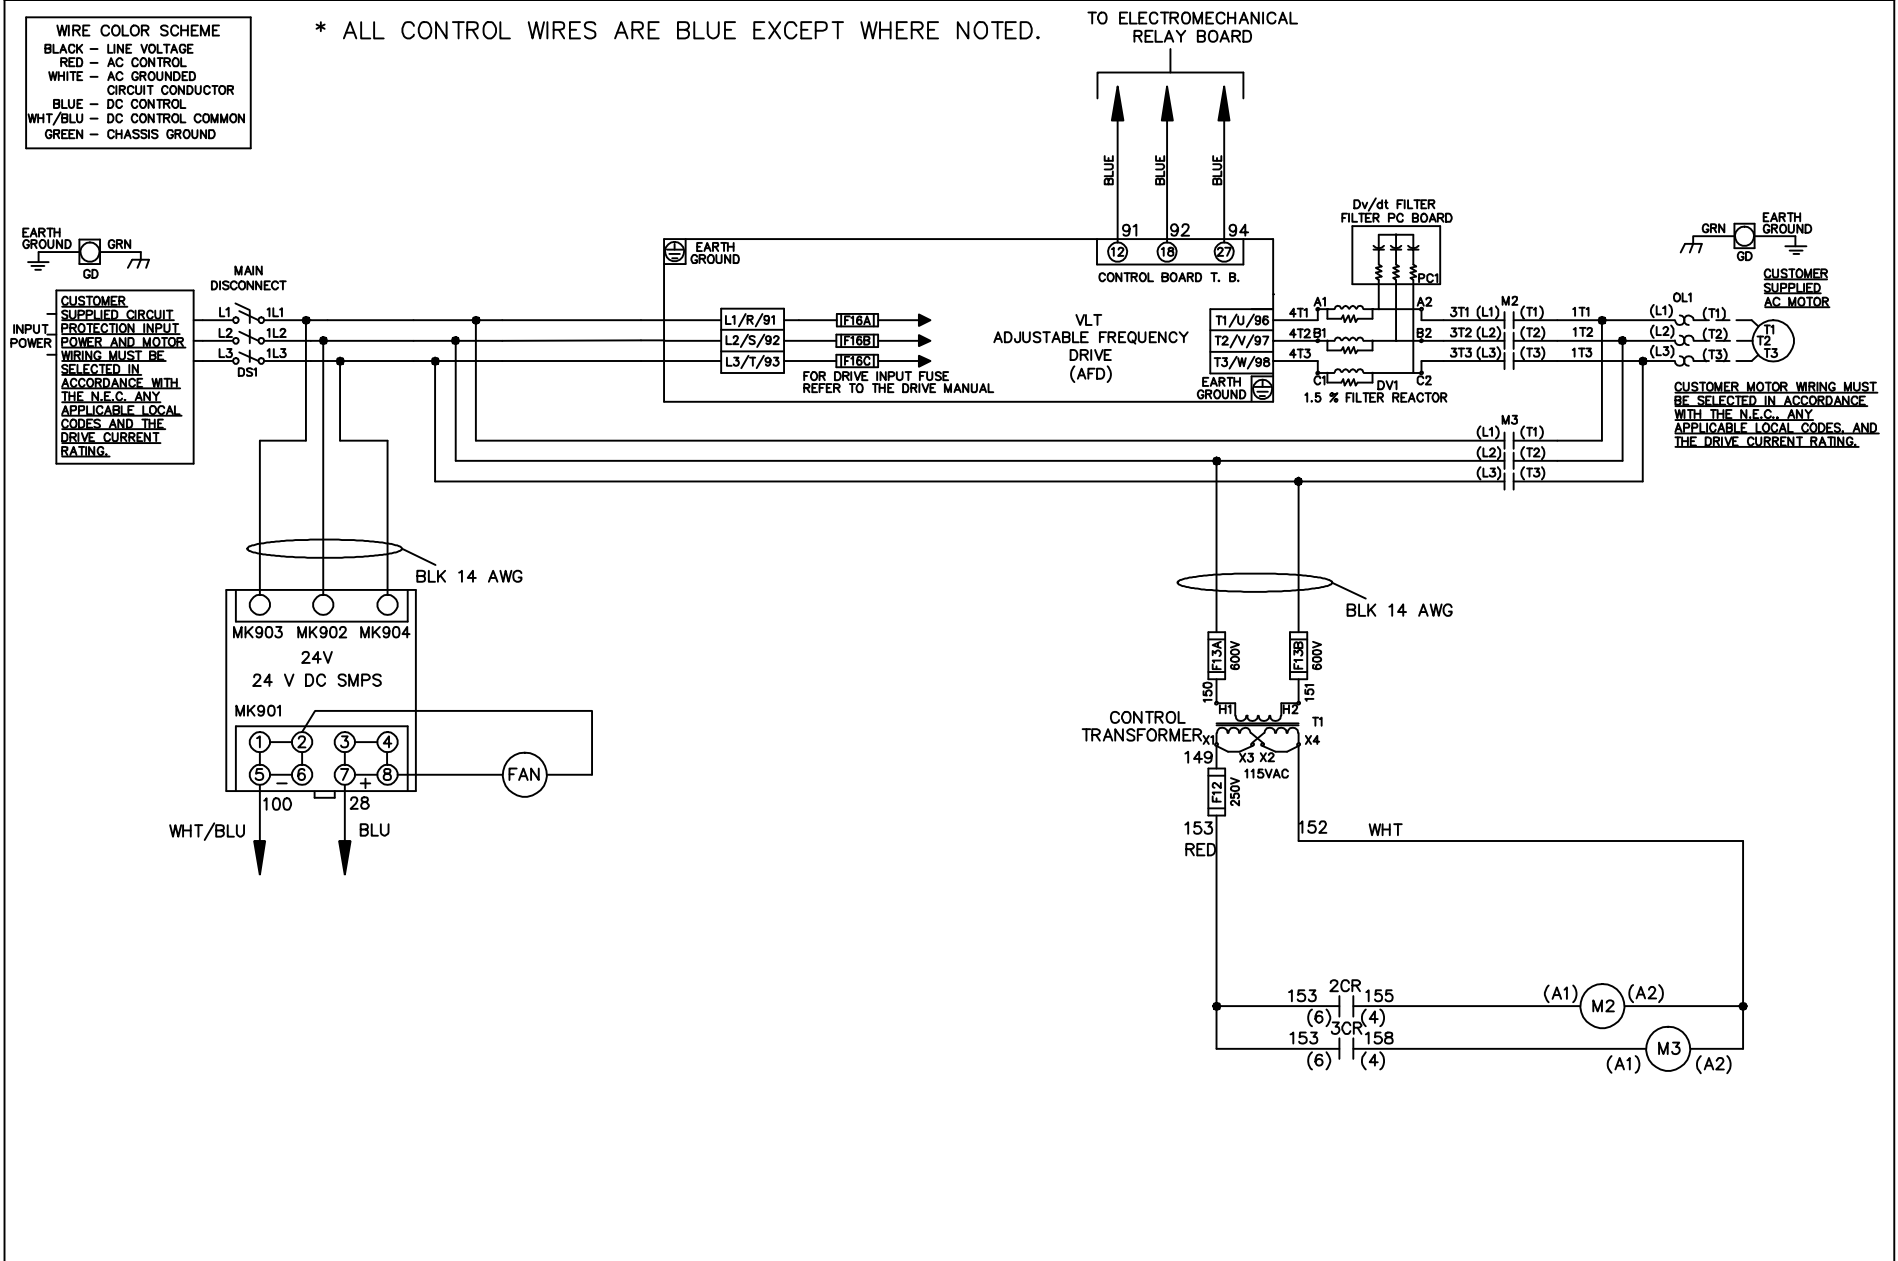 WIRE COLOR SCHEME
BLACK – LINE VOLTAGE
RED – AC CONTROL
WHITE – AC GROUNDED
CIRCUIT CONDUCTOR
BLUE – DC CONTROL
WHT/BLU – DC CONTROL COMMON
GREEN – CHASSIS GROUND
* ALL CONTROL WIRES ARE BLUE EXCEPT WHERE NOTED.
TO ELECTROMECHANICAL
RELAY BOARD
BLUE
BLUE
BLUE
91 92 94
12 18 27
CONTROL BOARD T. B.
EARTH
GROUND
GRN
GD
INPUT
POWER
CUSTOMER
SUPPLIED CIRCUIT
PROTECTION INPUT
POWER AND MOTOR
WIRING MUST BE
SELECTED IN
ACCORDANCE WITH
THE N.E.C. ANY
APPLICABLE LOCAL
CODES AND THE
DRIVE CURRENT
RATING.
MAIN
DISCONNECT
L1 1L1
L2 1L2
L3 1L3
DS1
EARTH
GROUND
L1/R/91
L2/S/92
L3/T/93
F16A
F16B
F16C
FOR DRIVE INPUT FUSE
REFER TO THE DRIVE MANUAL
VLT
ADJUSTABLE FREQUENCY
DRIVE
(AFD)
T1/U/96
T2/V/97
T3/W/98
EARTH
GROUND
Dv/dt FILTER
FILTER PC BOARD
PC1
4T1 A1 A2
4T2 B1 B2
4T3
C1 DV1 C2
1.5 % FILTER REACTOR
M2
3T1 (L1) (T1) 1T1
3T2 (L2) (T2) 1T2
3T3 (L3) (T3) 1T3
OL1
(L1) (T1)
(L2) (T2)
(L3) (T3)
T1
T2
T3
GRN
GD
EARTH
GROUND
CUSTOMER
SUPPLIED
AC MOTOR
CUSTOMER MOTOR WIRING MUST
BE SELECTED IN ACCORDANCE
WITH THE N.E.C., ANY
APPLICABLE LOCAL CODES, AND
THE DRIVE CURRENT RATING.
M3
(L1) (T1)
(L2) (T2)
(L3) (T3)
BLK 14 AWG
MK903 MK902 MK904
24V
24 V DC SMPS
MK901
1 2 3 4
5 – 6 7 + 8
FAN
100 28
WHT/BLU BLU
BLK 14 AWG
F13A 600V
F13B 600V
150 151
H1 H2
T1
CONTROL
TRANSFORMER
X1 X4
X3 X2
149
115VAC
F12 250V
153
RED
152 WHT
2CR
153 155
(6) (4)
(A1) M2 (A2)
3CR
153 158
(6) (4)
(A1) M3 (A2)